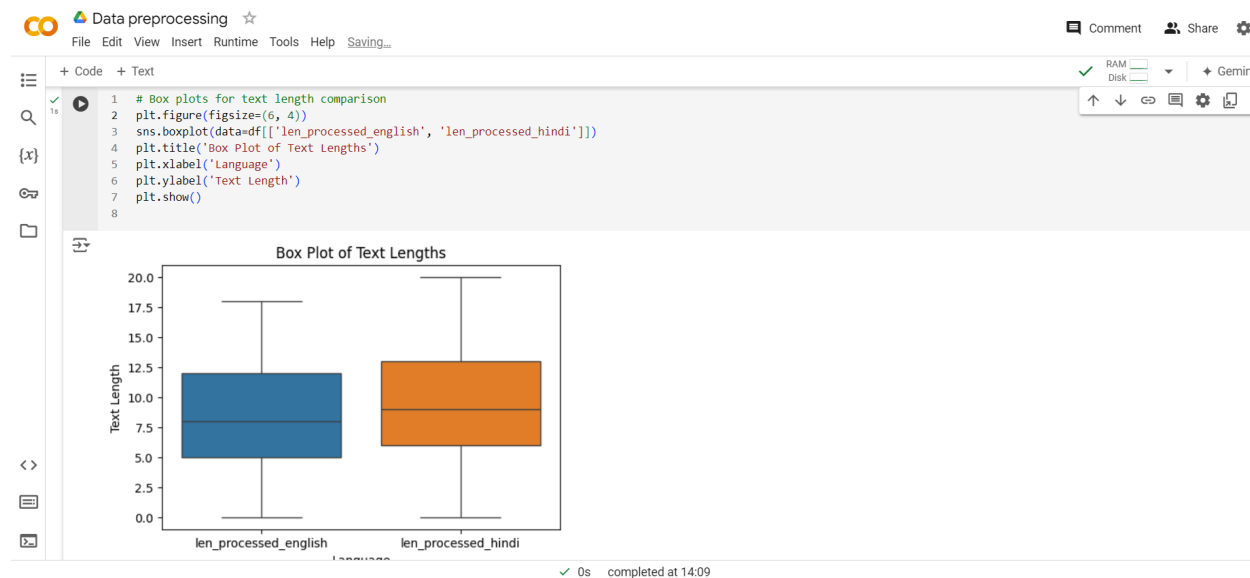 Data preprocessing
Comment
Share
File Edit View Insert Runtime Tools Help Saving...
+ Code + Text
RAM
Disk
Gemin
1s
1 # Box plots for text length comparison
2 plt.figure(figsize=(6, 4))
3 sns.boxplot(data=df[['len_processed_english', 'len_processed_hindi']])
4 plt.title('Box Plot of Text Lengths')
5 plt.xlabel('Language')
6 plt.ylabel('Text Length')
7 plt.show()
8
{x}
Box Plot of Text Lengths
20.0
17.5
15.0
12.5
10.0
7.5
5.0
2.5
0.0
Text Length
len_processed_english len_processed_hindi
Language
0s completed at 14:09